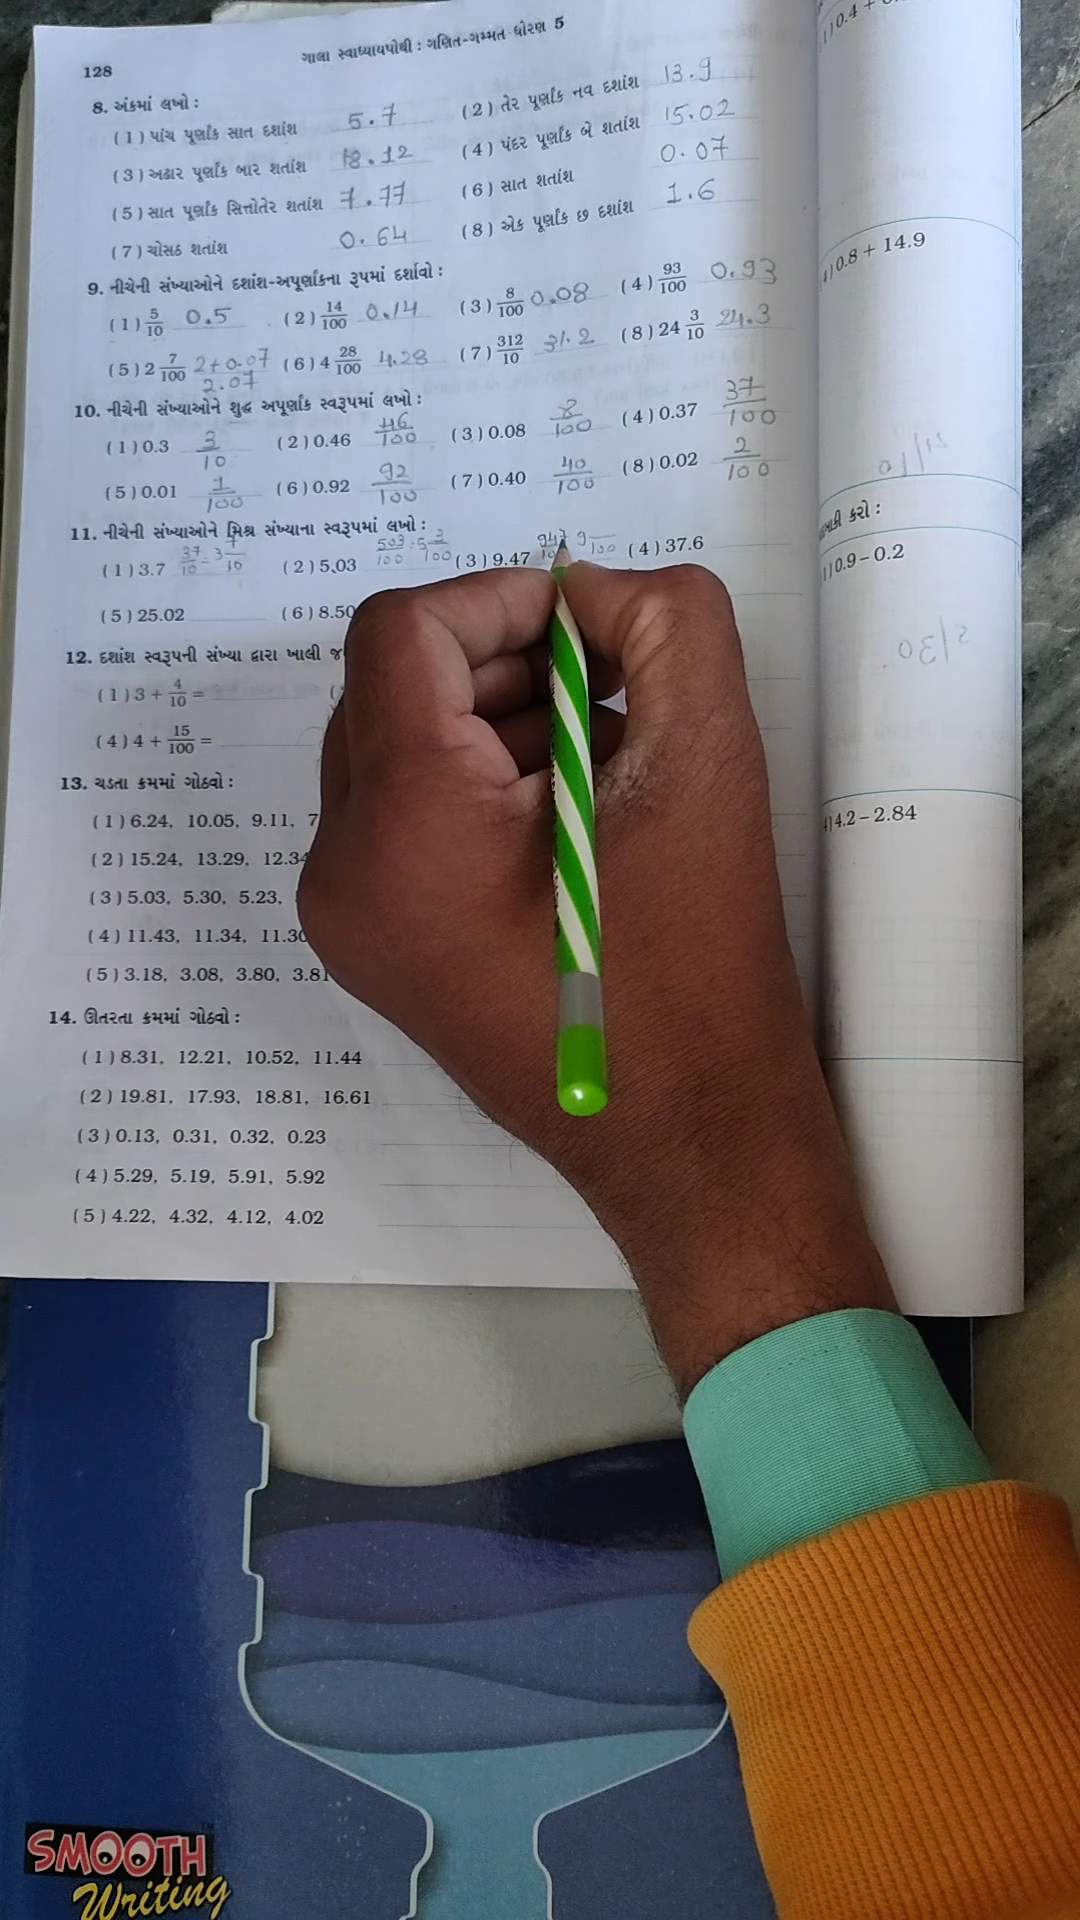 128 ગાલા સ્વાધ્યાયપોથી : ગણિત-ગમ્મત ધોરણ 5
8. અંકમાં લખો :
(1) પાંચ પૂર્ણાંક સાત દશાંશ 5.7 (2) તેર પૂર્ણાંક નવ દશાંશ 13.9
(3) અઢાર પૂર્ણાંક બાર શતાંશ 18.12 (4) પંદર પૂર્ણાંક બે શતાંશ 15.02
(5) સાત પૂર્ણાંક સિત્તોતેર શતાંશ 7.77 (6) સાત શતાંશ 0.07
(7) ચોસઠ શતાંશ 0.64 (8) એક પૂર્ણાંક છ દશાંશ 1.6
9. નીચેની સંખ્યાઓને દશાંશ-અપૂર્ણાંકના રૂપમાં દર્શાવો :
(1) 5/10 0.5 (2) 14/100 0.14 (3) 8/100 0.08 (4) 93/100 0.93
(5) 2 7/100 2+0.07 (6) 4 28/100 4.28 (7) 312/10 31.2 (8) 24 3/10 24.3
2.07
10. નીચેની સંખ્યાઓને શુદ્ધ અપૂર્ણાંક સ્વરૂપમાં લખો :
(1) 0.3 3/10 (2) 0.46 46/100 (3) 0.08 8/100 (4) 0.37 37/100
(5) 0.01 1/100 (6) 0.92 92/100 (7) 0.40 40/100 (8) 0.02 2/100
11. નીચેની સંખ્યાઓને મિશ્ર સંખ્યાના સ્વરૂપમાં લખો :
(1) 3.7 37/10 = 3 7/10 (2) 5.03 503/100 = 5 3/100 (3) 9.47 947 9 /100 (4) 37.6
(5) 25.02 (6) 8.50
12. દશાંશ સ્વરૂપની સંખ્યા દ્વારા ખાલી
(1) 3 + 4/10 =
(4) 4 + 15/100 =
13. ચડતા ક્રમમાં ગોઠવો :
(1) 6.24, 10.05, 9.11, 7
(2) 15.24, 13.29, 12.34
(3) 5.03, 5.30, 5.23,
(4) 11.43, 11.34, 11.30
(5) 3.18, 3.08, 3.80, 3.81
14. ઊતરતા ક્રમમાં ગોઠવો :
(1) 8.31, 12.21, 10.52, 11.44
(2) 19.81, 17.93, 18.81, 16.61
(3) 0.13, 0.31, 0.32, 0.23
(4) 5.29, 5.19, 5.91, 5.92
(5) 4.22, 4.32, 4.12, 4.02
0.4 +
0.8 + 14.9
કરો :
0.9 – 0.2
4.2 – 2.84
SMOOTH
Writing